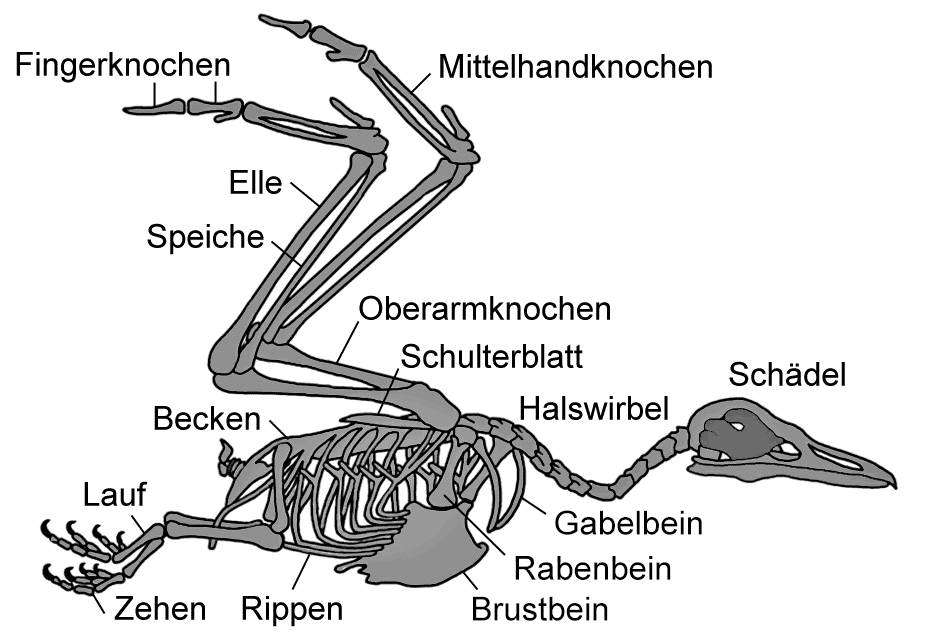 Fingerknochen
Mittelhandknochen
Elle
Speiche
Oberarmknochen
Schulterblatt
Schädel
Halswirbel
Becken
Lauf
Gabelbein
Rabenbein
Zehen
Rippen
Brustbein